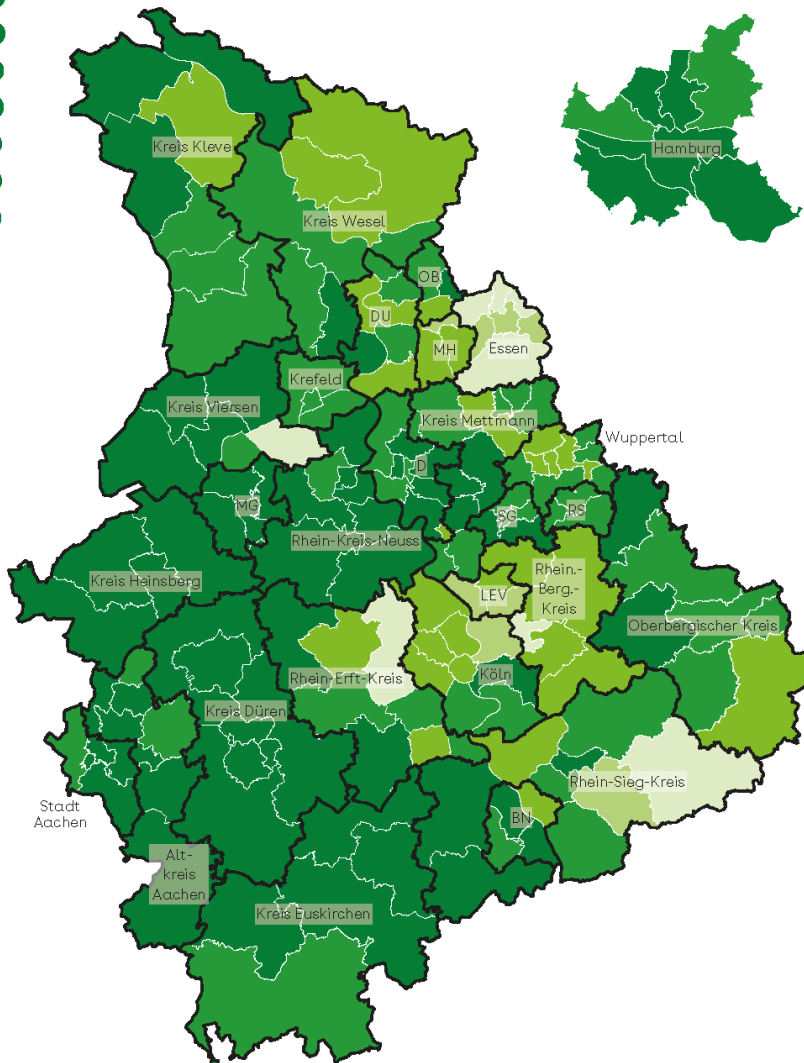 Kreis Kleve
Hamburg
Kreis Wesel
OB
DU
MH
Essen
Krefeld
Kreis Viersen
Kreis Mettmann
Wuppertal
D
MG
SG
RS
Rhein-Kreis-Neuss
Kreis Heinsberg
LEV
Rhein.-
Berg.-
Kreis
Oberbergischer Kreis
Rhein-Erft-Kreis
Köln
Kreis Düren
Rhein-Sieg-Kreis
Stadt
Aachen
BN
Alt-
kreis
Aachen
Kreis Euskirchen